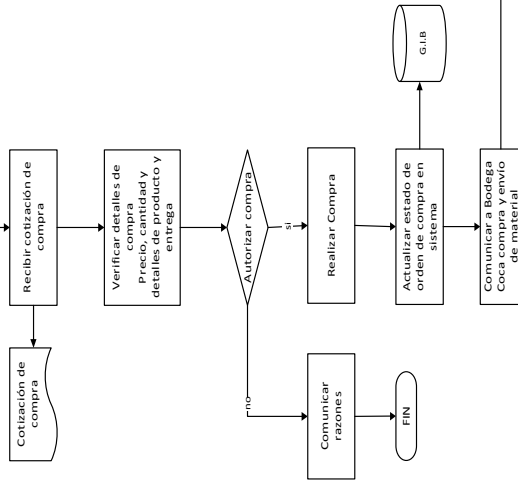 Recibir cotización de
compra
Cotización de
compra
Verificar detalles de
compra
Precio, cantidad y
detalles de producto y
entrega
Autorizar compra
si
no
Realizar Compra
Comunicar
razones
FIN
Actualizar estado de
orden de compra en
sistema
G.I.B
Comunicar a Bodega
Coca compra y envío
de material